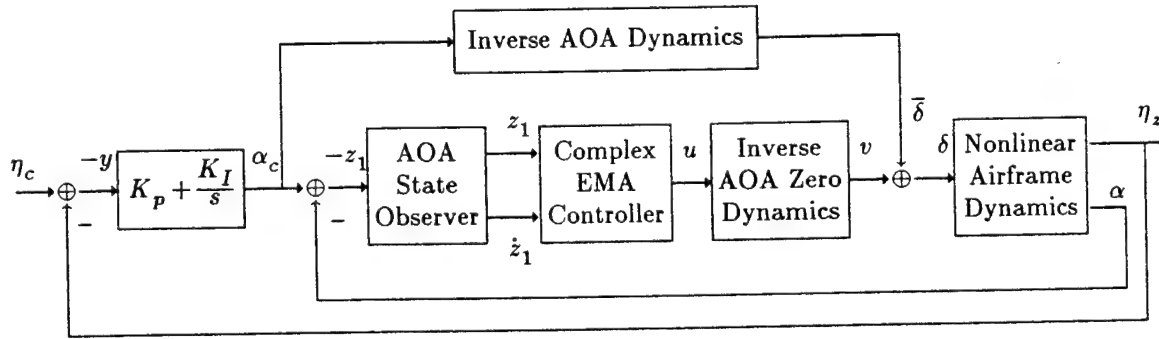 Inverse AOA Dynamics
η_c
−
−y
K_p + K_I/s
α_c
−
−z_1
AOA
State
Observer
z_1
ż_1
Complex
EMA
Controller
u
Inverse
AOA Zero
Dynamics
v
δ̅
δ
Nonlinear
Airframe
Dynamics
η_z
α